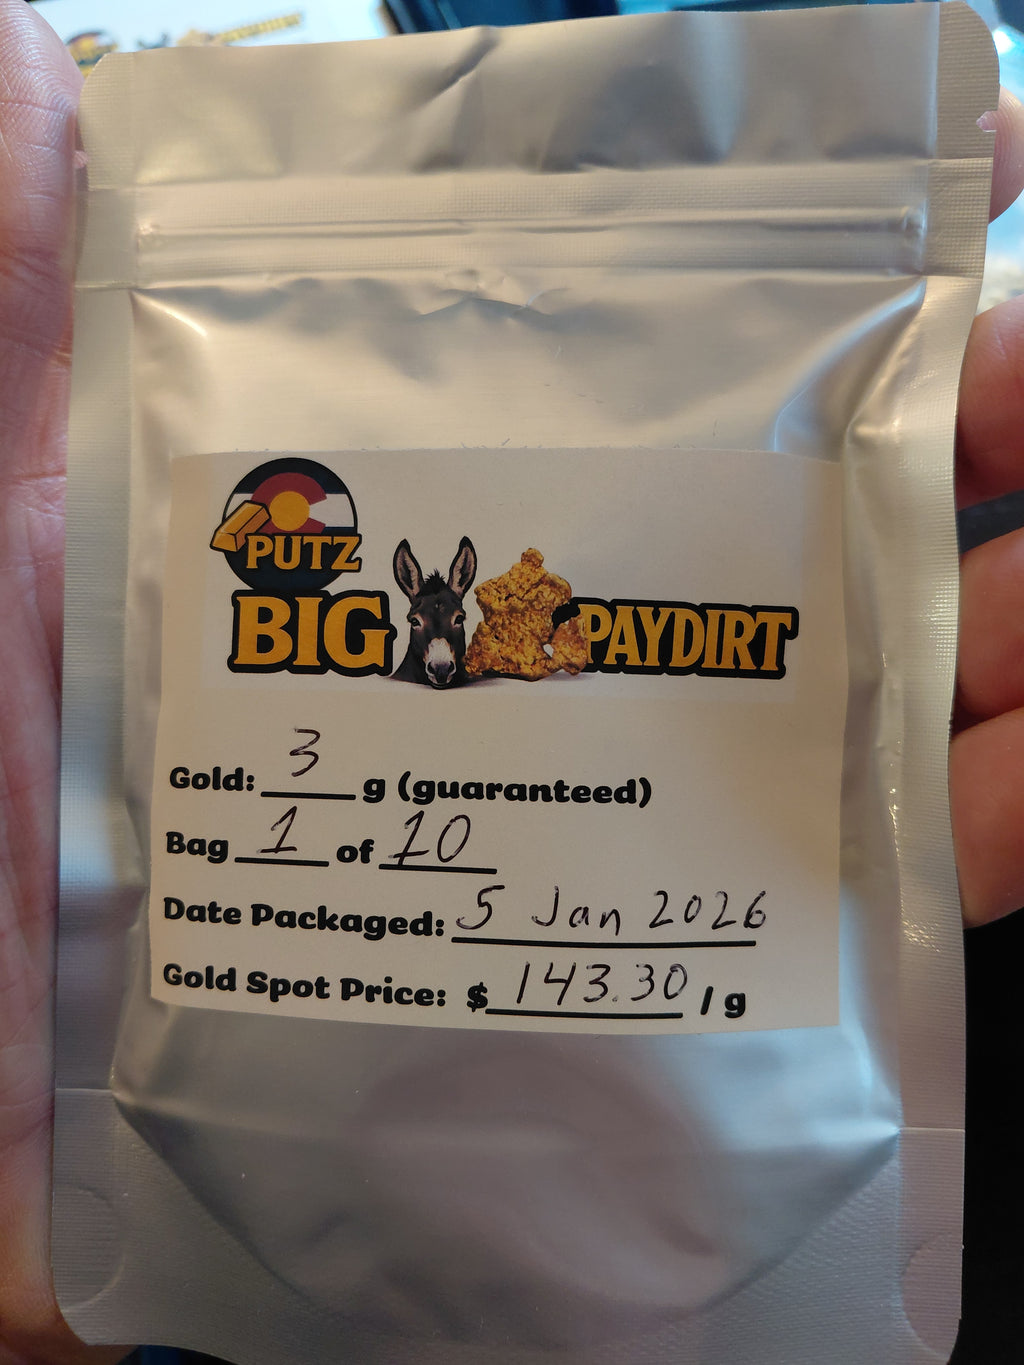 PUTZ
BIG PAYDIRT
Gold: 3 g (guaranteed)
Bag 1 of 10
Date Packaged: 5 Jan 2026
Gold Spot Price: $ 143.30 / g